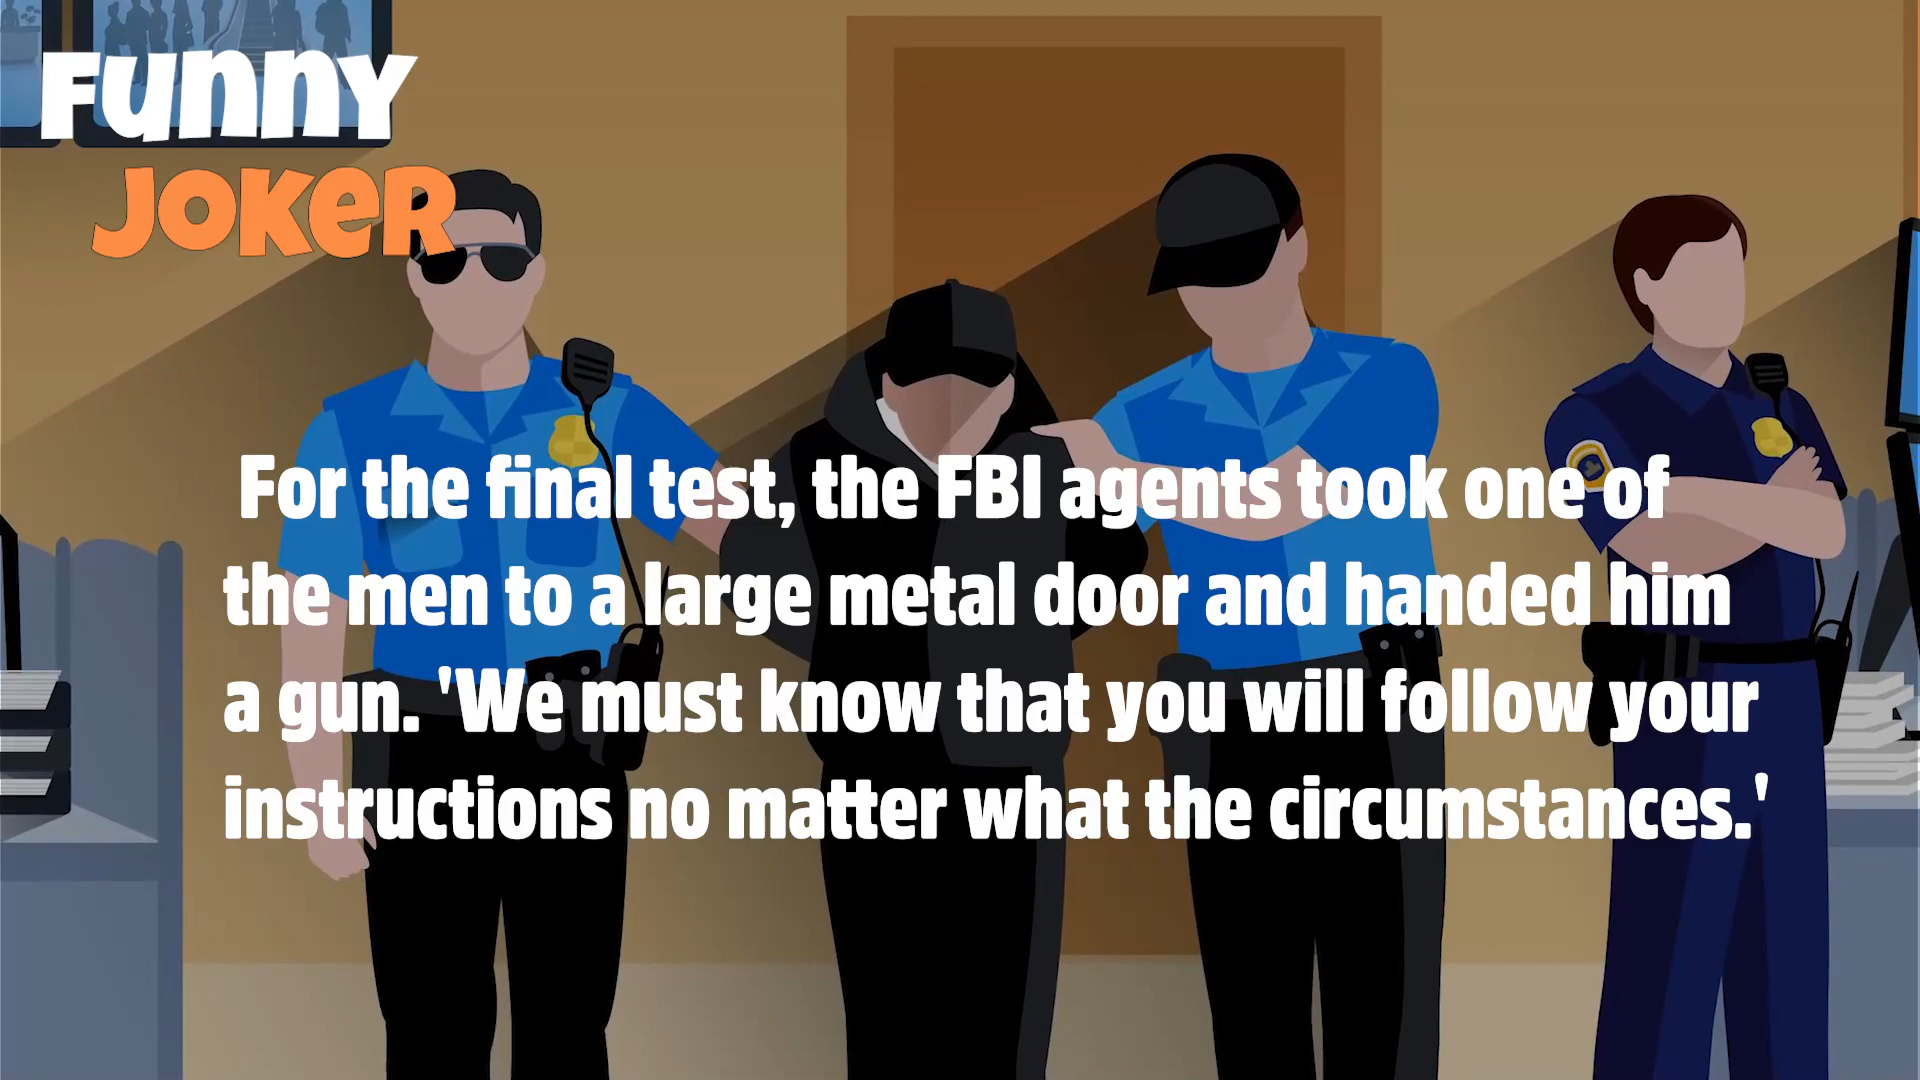 Funny
JOKER
For the final test, the FBI agents took one of
the men to a large metal door and handed him
a gun. 'We must know that you will follow your
instructions no matter what the circumstances.'